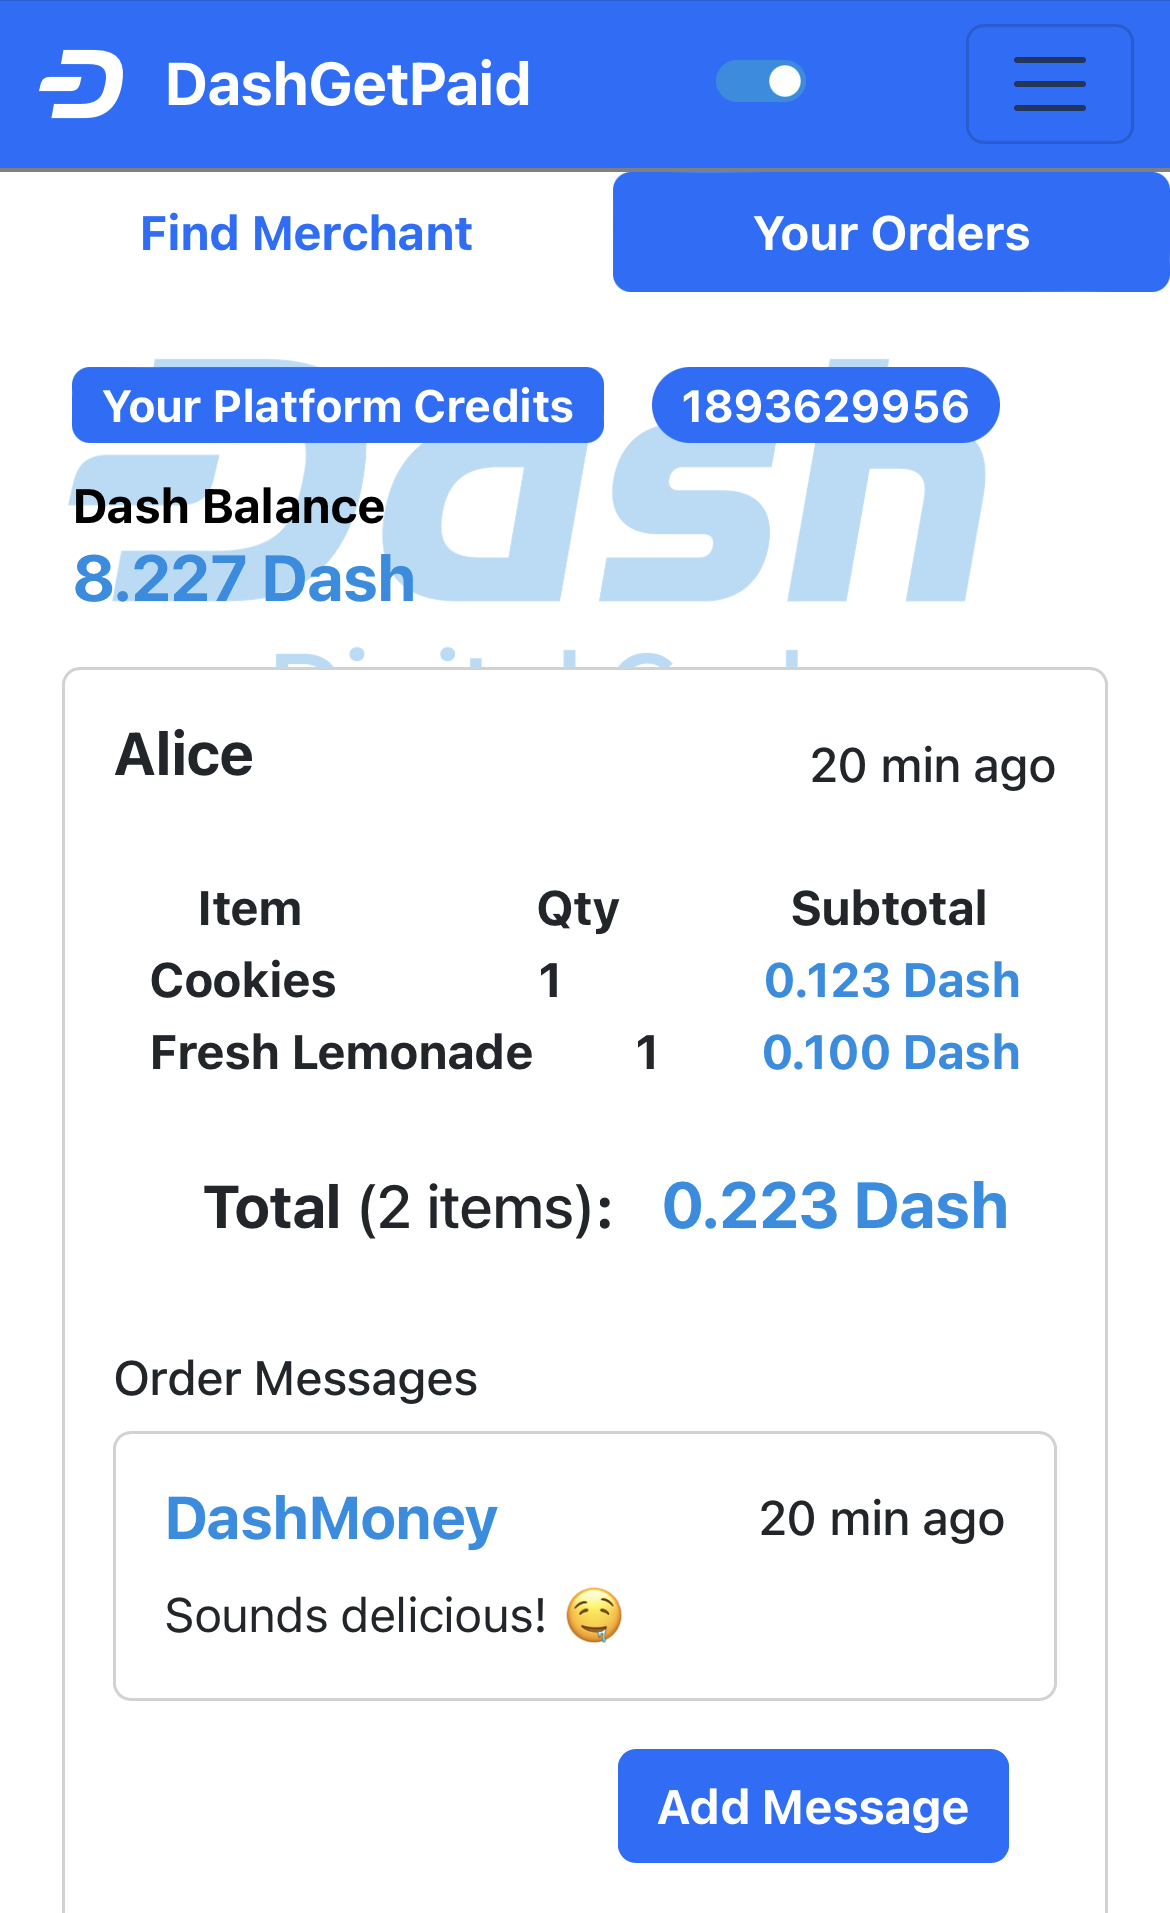 DashGetPaid
Find Merchant
Your Orders
Your Platform Credits
1893629956
Dash
Dash Balance
8.227 Dash
Alice
20 min ago
Item Qty Subtotal
Cookies 1 0.123 Dash
Fresh Lemonade 1 0.100 Dash
Total (2 items): 0.223 Dash
Order Messages
DashMoney
20 min ago
Sounds delicious! 🤤
Add Message